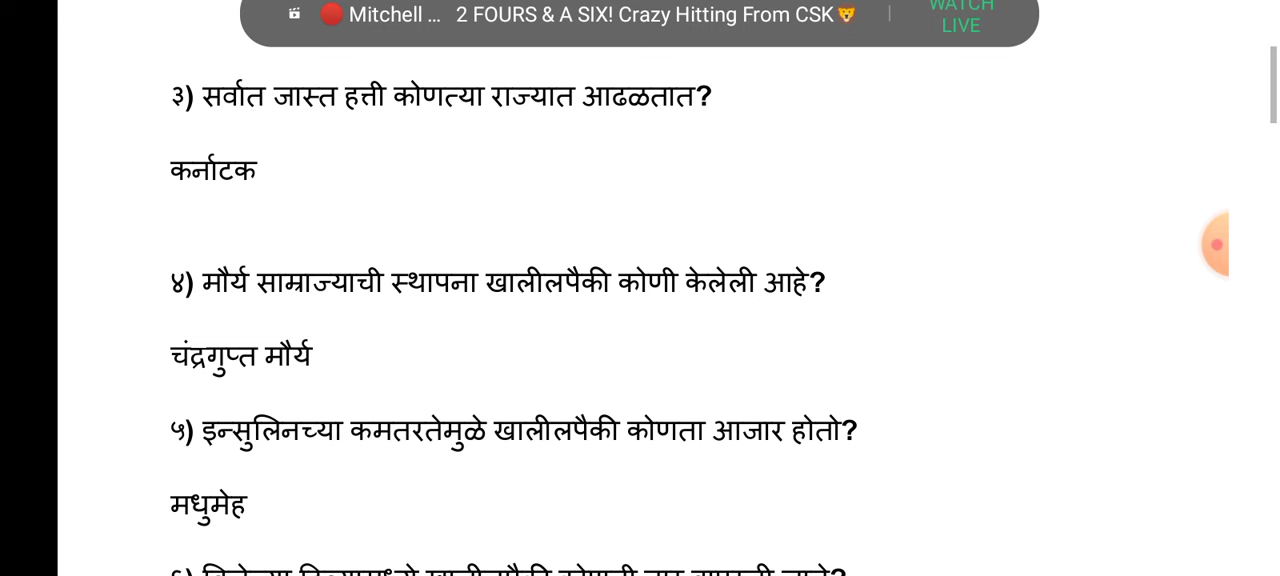 Mitchell ... 2 FOURS & A SIX! Crazy Hitting From CSK🦁 | WATCH LIVE
३) सर्वात जास्त हत्ती कोणत्या राज्यात आढळतात?
कर्नाटक
४) मौर्य साम्राज्याची स्थापना खालीलपैकी कोणी केलेली आहे?
चंद्रगुप्त मौर्य
५) इन्सुलिनच्या कमतरतेमुळे खालीलपैकी कोणता आजार होतो?
मधुमेह